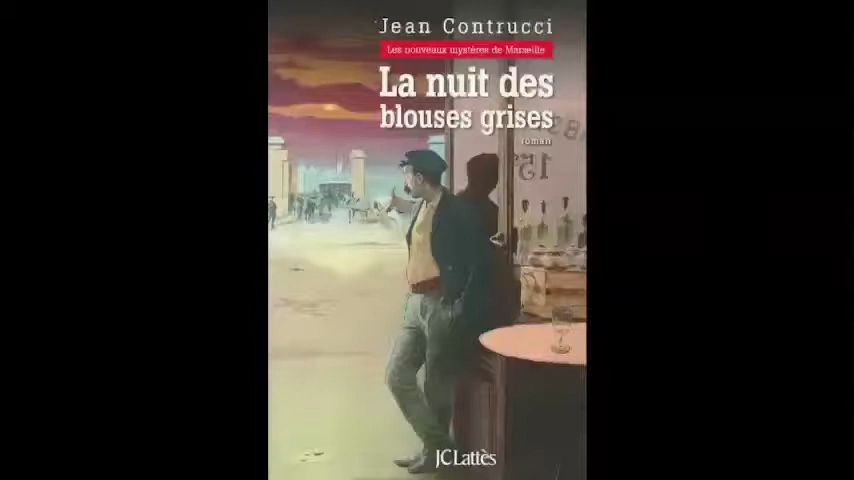 Jean Contrucci
Les nouveaux mystères de Marseille
La nuit des
blouses grises
roman
JC Lattès